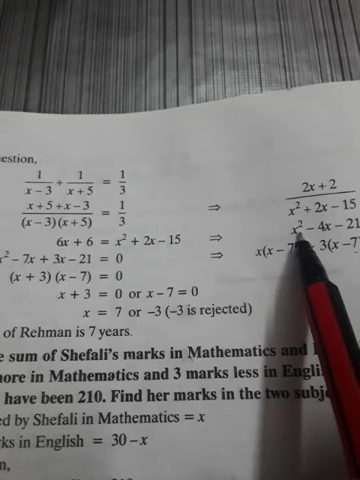 estion,
1/(x−3) + 1/(x+5) = 1/3
(x+5+x−3)/((x−3)(x+5)) = 1/3 ⇒ (2x+2)/(x²+2x−15)
6x+6 = x²+2x−15 ⇒ x²−4x−21
x²−7x+3x−21 = 0 ⇒ x(x−7) 3(x−7
(x+3)(x−7) = 0
x+3 = 0 or x−7=0
x = 7 or −3 (−3 is rejected)
of Rehman is 7 years.
e sum of Shefali's marks in Mathematics and
more in Mathematics and 3 marks less in Engli
have been 210. Find her marks in the two subje
ed by Shefali in Mathematics = x
ks in English = 30−x
n,